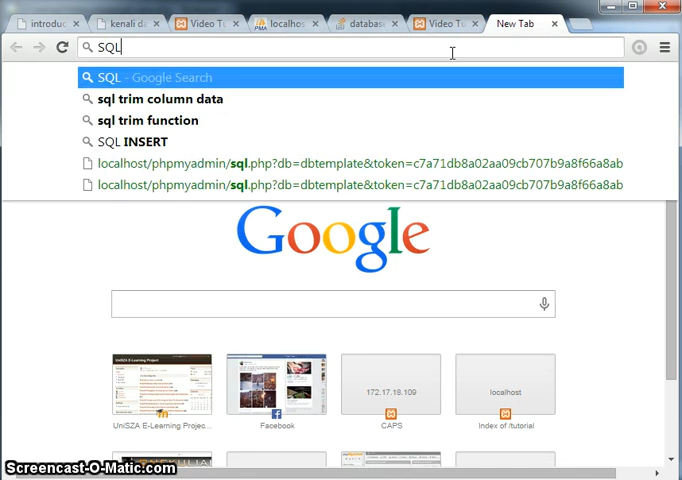 introduc
kenali da
Video Tu
localhos
database
Video Tu
New Tab
SQL
SQL - Google Search
sql trim column data
sql trim function
SQL INSERT
localhost/phpmyadmin/sql.php?db=dbtemplate&token=c7a71db8a02aa09cb707b9a8f66a8ab
localhost/phpmyadmin/sql.php?db=dbtemplate&token=c7a71db8a02aa09cb707b9a8f66a8ab
Google
172.17.18.109
localhost
UniSZA E-Learning Projec...
Facebook
CAPS
Index of /tutorial
Screencast-O-Matic.com